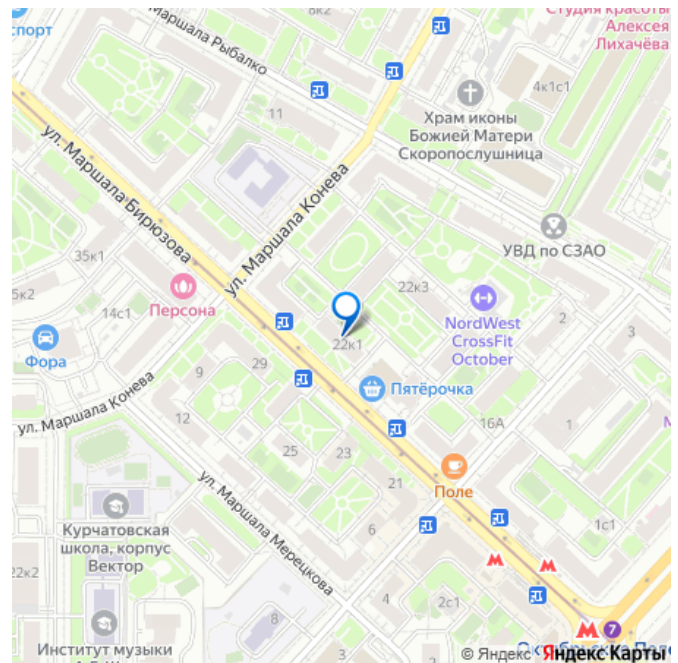 Студия красоты
Алексея
Лихачёва
спорт
8к2
Маршала Рыбалко
4к1с1
11
Храм иконы
Божией Матери
Скоропослушница
ул. Маршала Бирюзова
ул. Маршала Конева
УВД по СЗАО
35к1
5к2
Персона
14с1
22к3
NordWest
CrossFit
October
2
3
Фора
22к1
29
9
Пятёрочка
ул. Маршала Конева
12
16А
1
25
23
Поле
21
ул. Маршала Мерецкова
Курчатовская
школа, корпус
Вектор
6
1с1
22к2
4
2с1
8
7
Институт музыки
© Яндекс Яндекс Карты